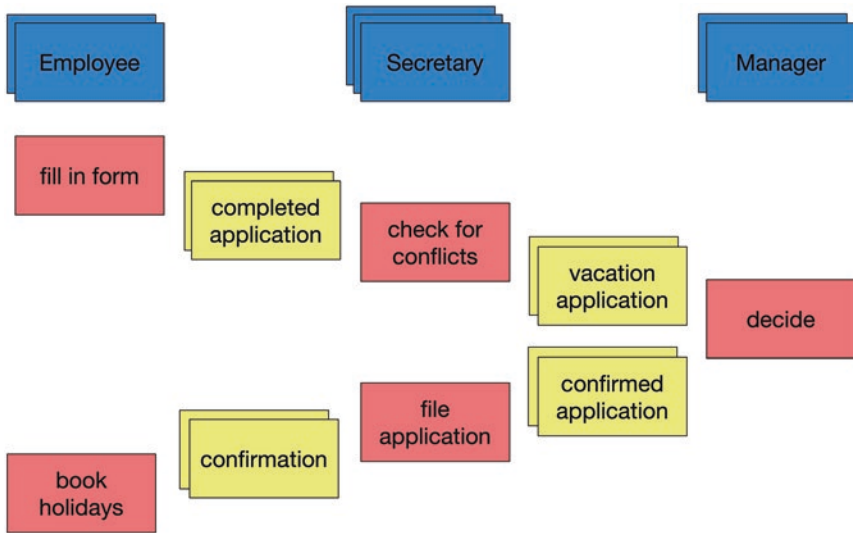 Employee
Secretary
Manager
fill in form
completed
application
check for
conflicts
vacation
application
decide
confirmed
application
file
application
confirmation
book
holidays